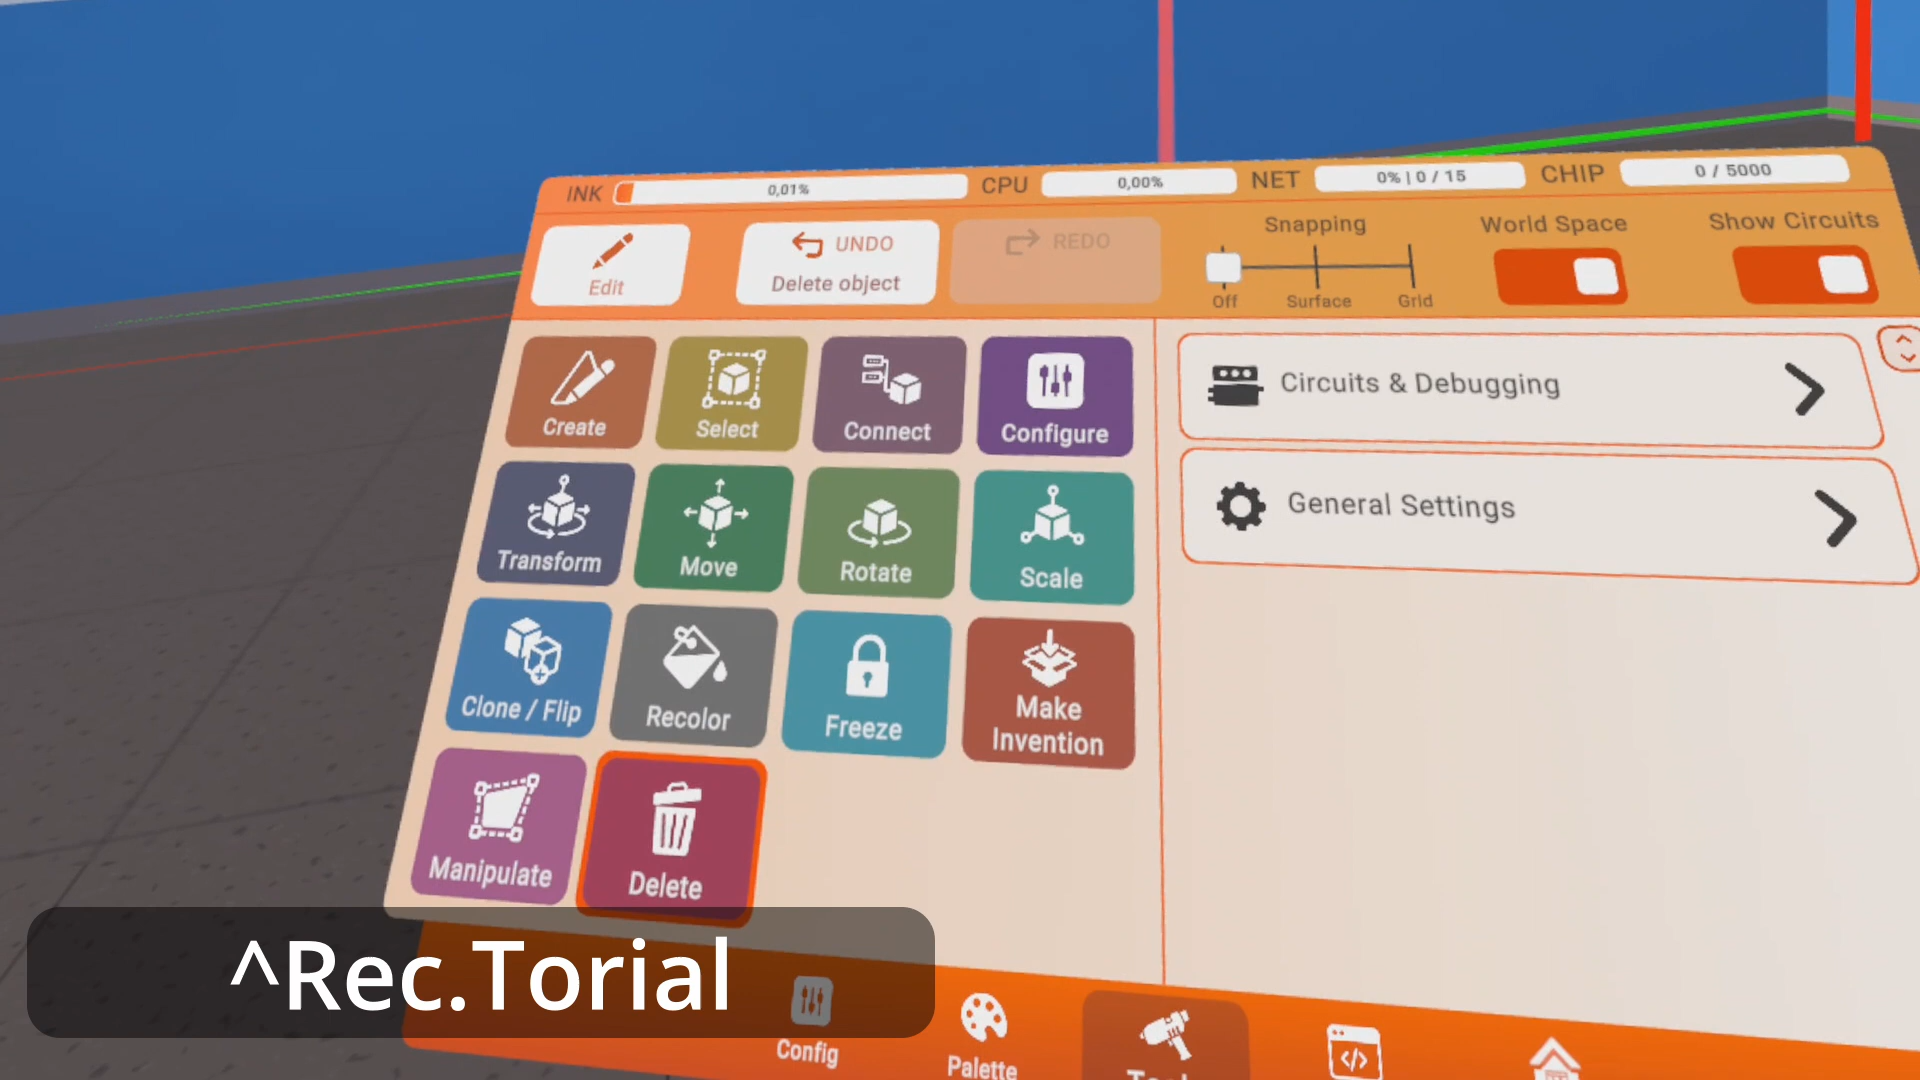 INK 0,01% CPU 0,00% NET 0% | 0 / 15 CHIP 0 / 5000
Edit
UNDO
Delete object
REDO
Snapping
Off Surface Grid
World Space
Show Circuits
Create Select Connect Configure
Transform Move Rotate Scale
Clone / Flip Recolor Freeze Make
Invention
Manipulate Delete
Circuits & Debugging
General Settings
^Rec.Torial
Config Palette